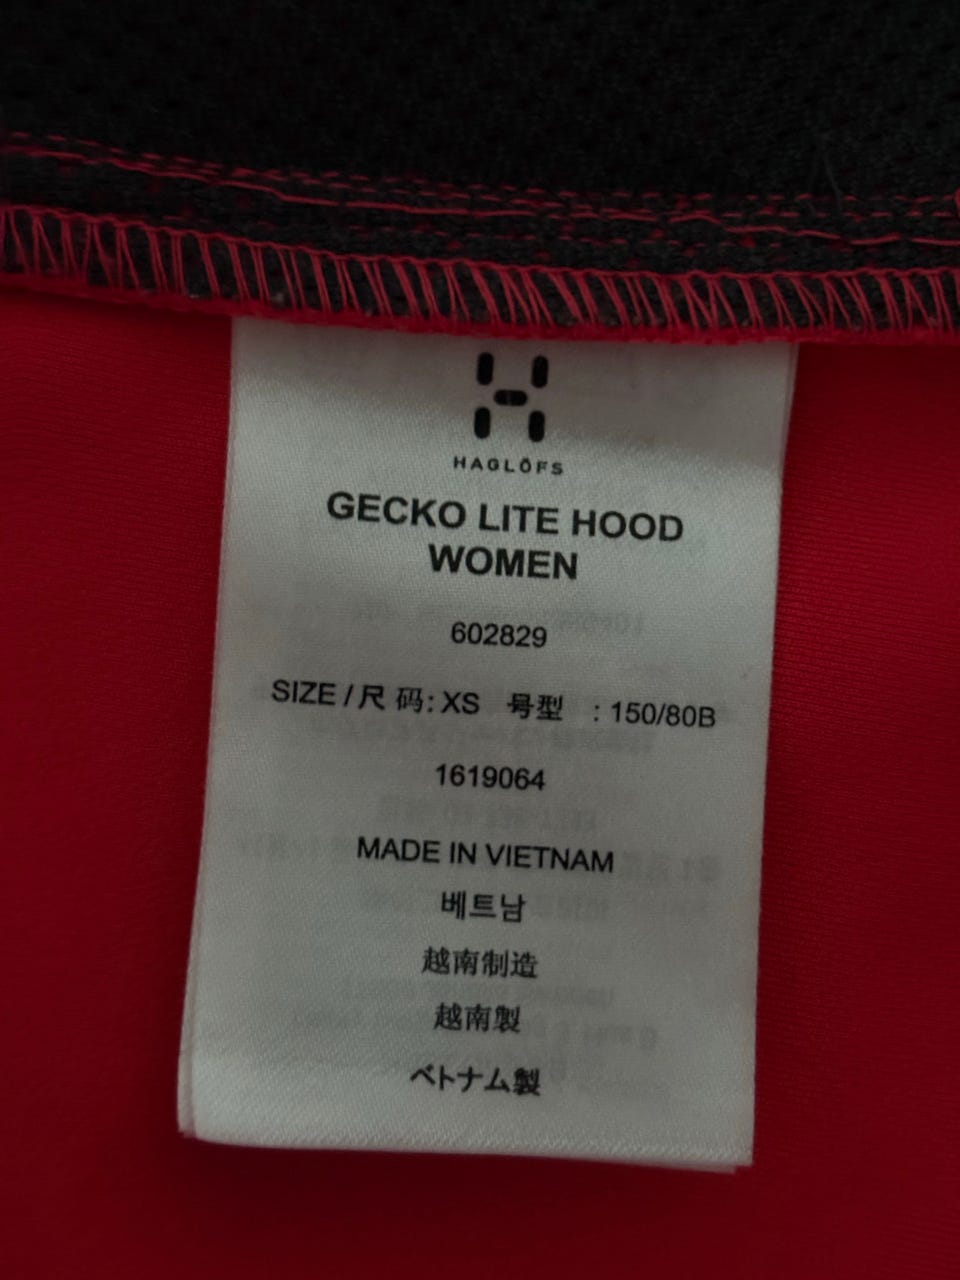 HAGLÖFS
GECKO LITE HOOD
WOMEN
602829
SIZE / 尺 码: XS 号型 : 150/80B
1619064
MADE IN VIETNAM
베트남
越南制造
越南製
ベトナム製